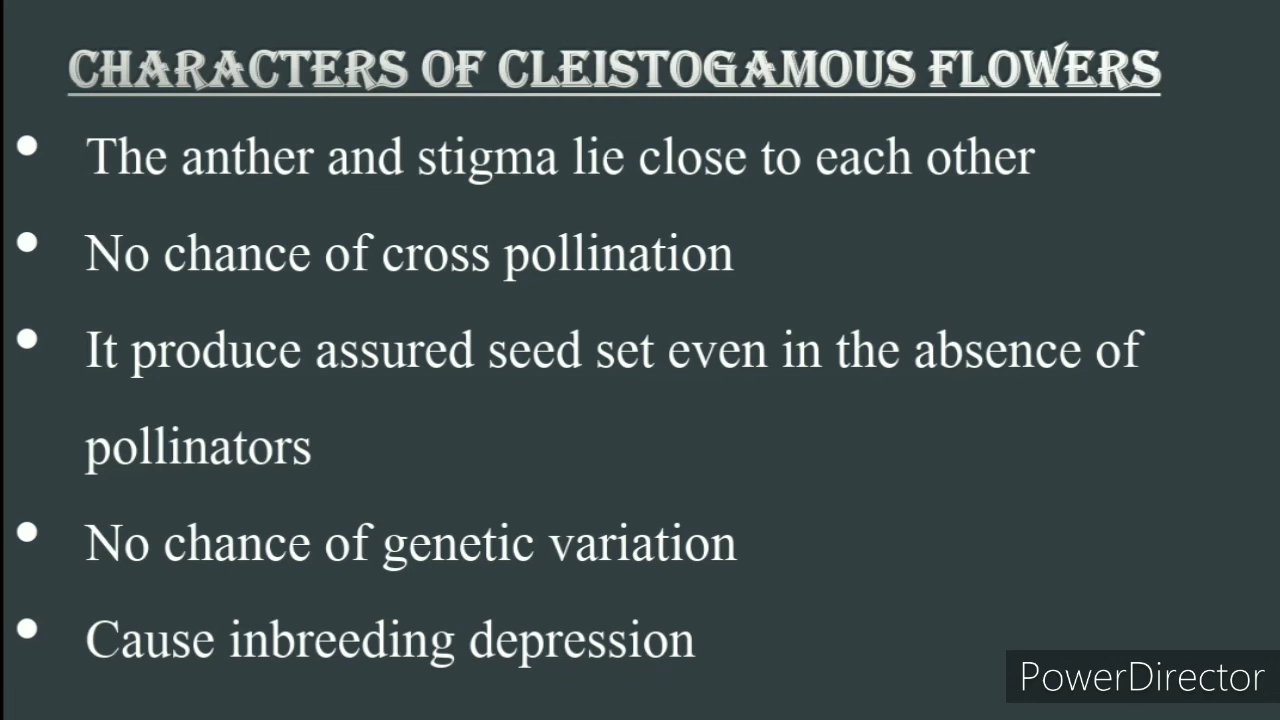 CHARACTERS OF CLEISTOGAMOUS FLOWERS
• The anther and stigma lie close to each other
• No chance of cross pollination
• It produce assured seed set even in the absence of
pollinators
• No chance of genetic variation
• Cause inbreeding depression
PowerDirector